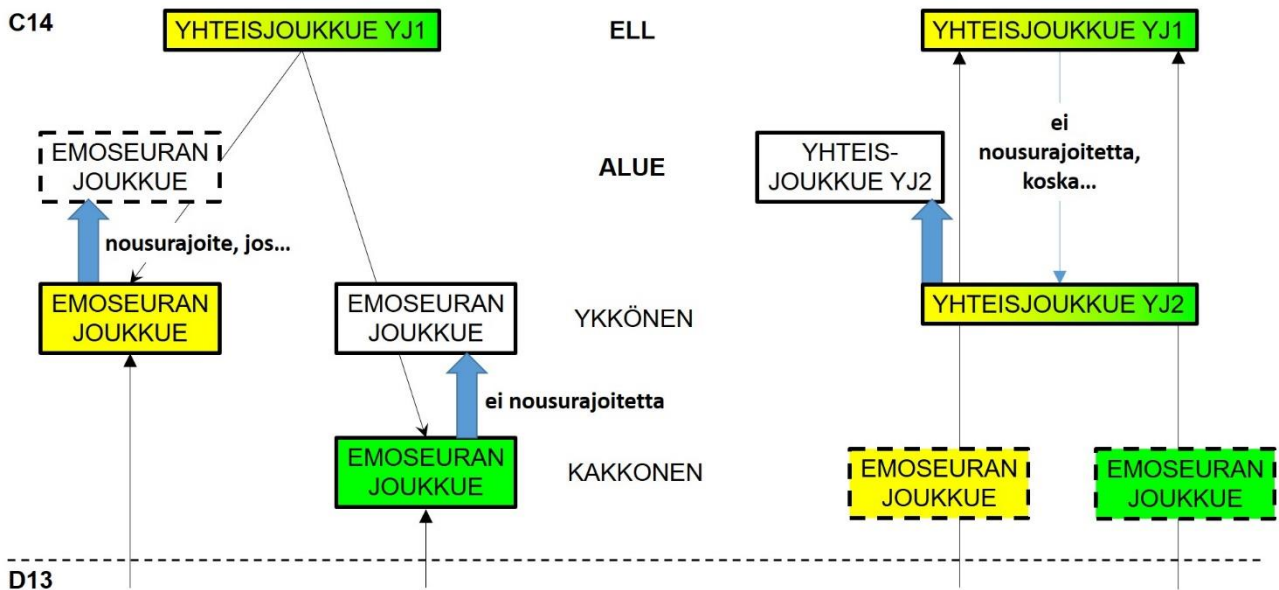 C14
YHTEISJOUKKUE YJ1
ELL
YHTEISJOUKKUE YJ1
EMOSEURAN
JOUKKUE
ALUE
YHTEIS-
JOUKKUE YJ2
ei
nousurajoitetta,
koska...
nousurajoite, jos...
EMOSEURAN
JOUKKUE
EMOSEURAN
JOUKKUE
YKKÖNEN
YHTEISJOUKKUE YJ2
ei nousurajoitetta
EMOSEURAN
JOUKKUE
KAKKONEN
EMOSEURAN
JOUKKUE
EMOSEURAN
JOUKKUE
D13